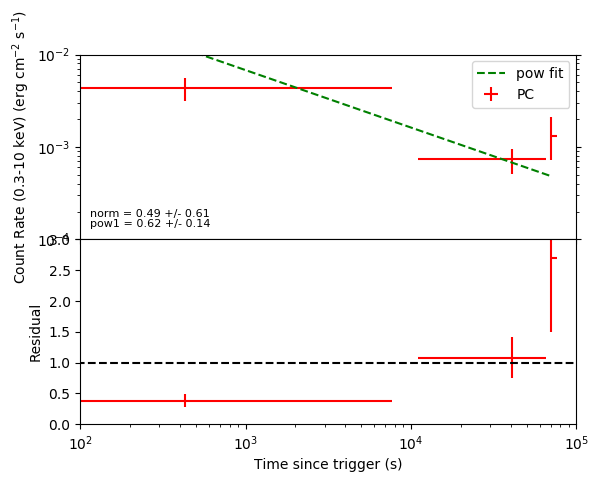 Count Rate (0.3-10 keV) (erg cm⁻² s⁻¹)
10⁻²
10⁻³
10⁻⁴
pow fit
PC
norm = 0.49 +/- 0.61
pow1 = 0.62 +/- 0.14
Residual
3.0
2.5
2.0
1.5
1.0
0.5
0.0
10² 10³ 10⁴ 10⁵
Time since trigger (s)